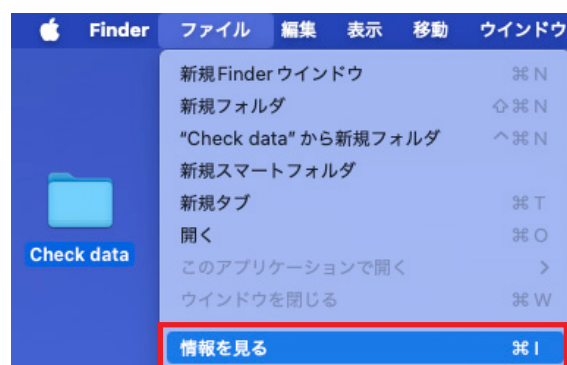 Finder ファイル 編集 表示 移動 ウインドウ
新規Finderウインドウ ⌘N
新規フォルダ ⇧⌘N
"Check data"から新規フォルダ ^⌘N
新規スマートフォルダ
新規タブ ⌘T
開く ⌘O
このアプリケーションで開く >
ウインドウを閉じる ⌘W
情報を見る ⌘I
Check data